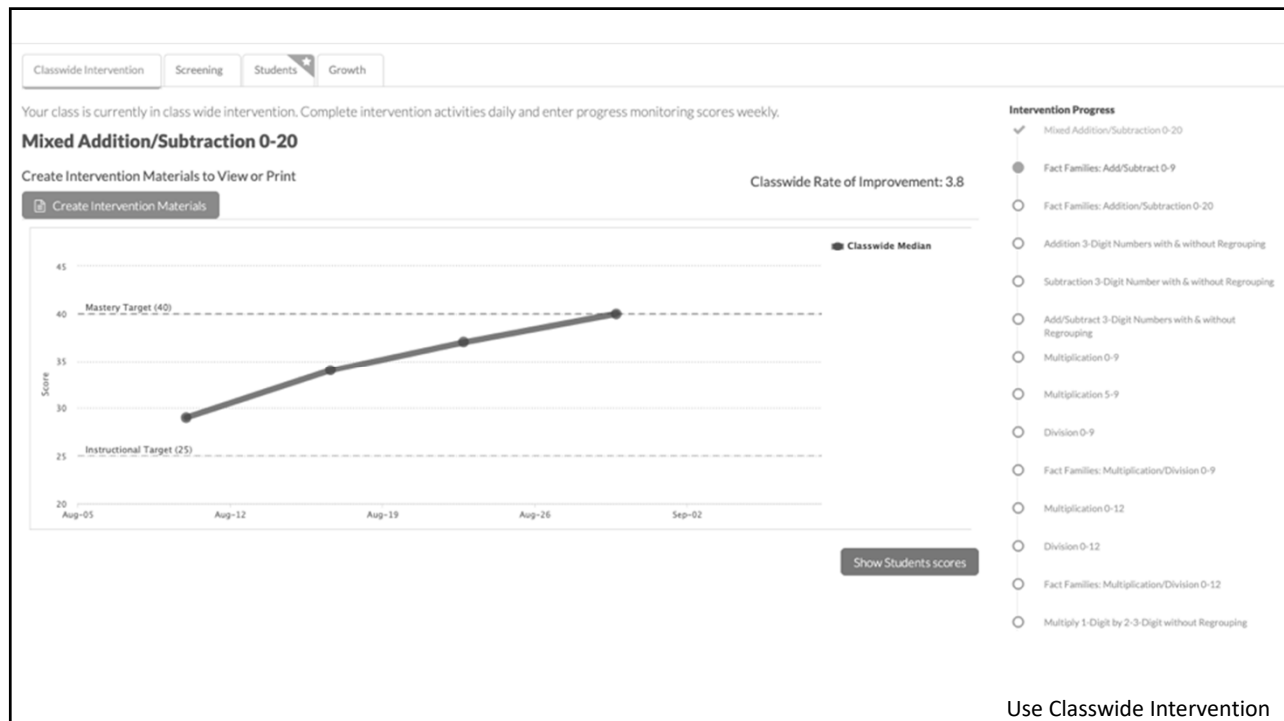 Classwide Intervention
Screening
Students
Growth
Your class is currently in class wide intervention. Complete intervention activities daily and enter progress monitoring scores weekly.
Mixed Addition/Subtraction 0-20
Create Intervention Materials to View or Print
Classwide Rate of Improvement: 3.8
Create Intervention Materials
Classwide Median
45
Mastery Target (40)
40
35
Score
30
Instructional Target (25)
25
20
Aug-05
Aug-12
Aug-19
Aug-26
Sep-02
Show Students scores
Intervention Progress
Mixed Addition/Subtraction 0-20
Fact Families: Add/Subtract 0-9
Fact Families: Addition/Subtraction 0-20
Addition 3-Digit Numbers with & without Regrouping
Subtraction 3-Digit Number with & without Regrouping
Add/Subtract 3-Digit Numbers with & without
Regrouping
Multiplication 0-9
Multiplication 5-9
Division 0-9
Fact Families: Multiplication/Division 0-9
Multiplication 0-12
Division 0-12
Fact Families: Multiplication/Division 0-12
Multiply 1-Digit by 2-3-Digit without Regrouping
Use Classwide Intervention